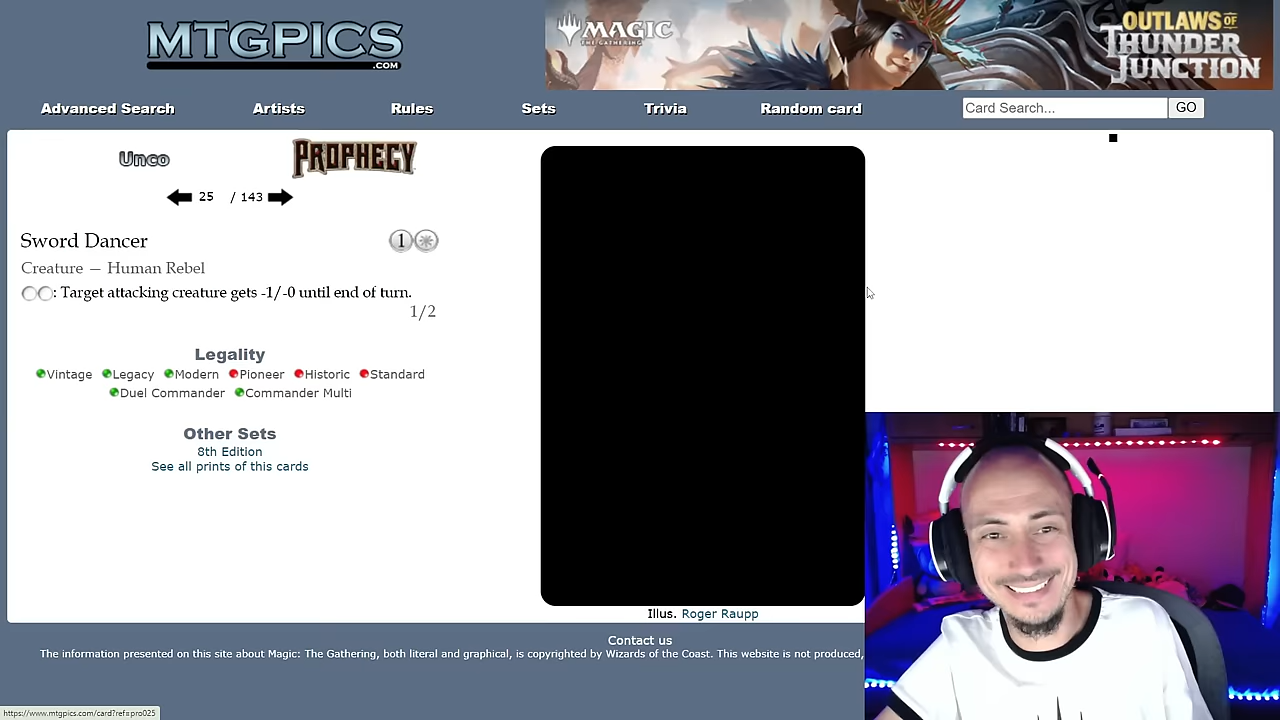 MTGPICS
.COM
MAGIC
THE GATHERING
OUTLAWS OF
THUNDER
JUNCTION
Advanced Search
Artists
Rules
Sets
Trivia
Random card
Card Search...
GO
Unco
PROPHECY
25 / 143
Sword Dancer
1
Creature — Human Rebel
: Target attacking creature gets -1/-0 until end of turn.
1/2
Legality
Vintage Legacy Modern Pioneer Historic Standard
Duel Commander Commander Multi
Other Sets
8th Edition
See all prints of this cards
Illus. Roger Raupp
Contact us
The information presented on this site about Magic: The Gathering, both literal and graphical, is copyrighted by Wizards of the Coast. This website is not produced,
https://www.mtgpics.com/card?ref=pro025